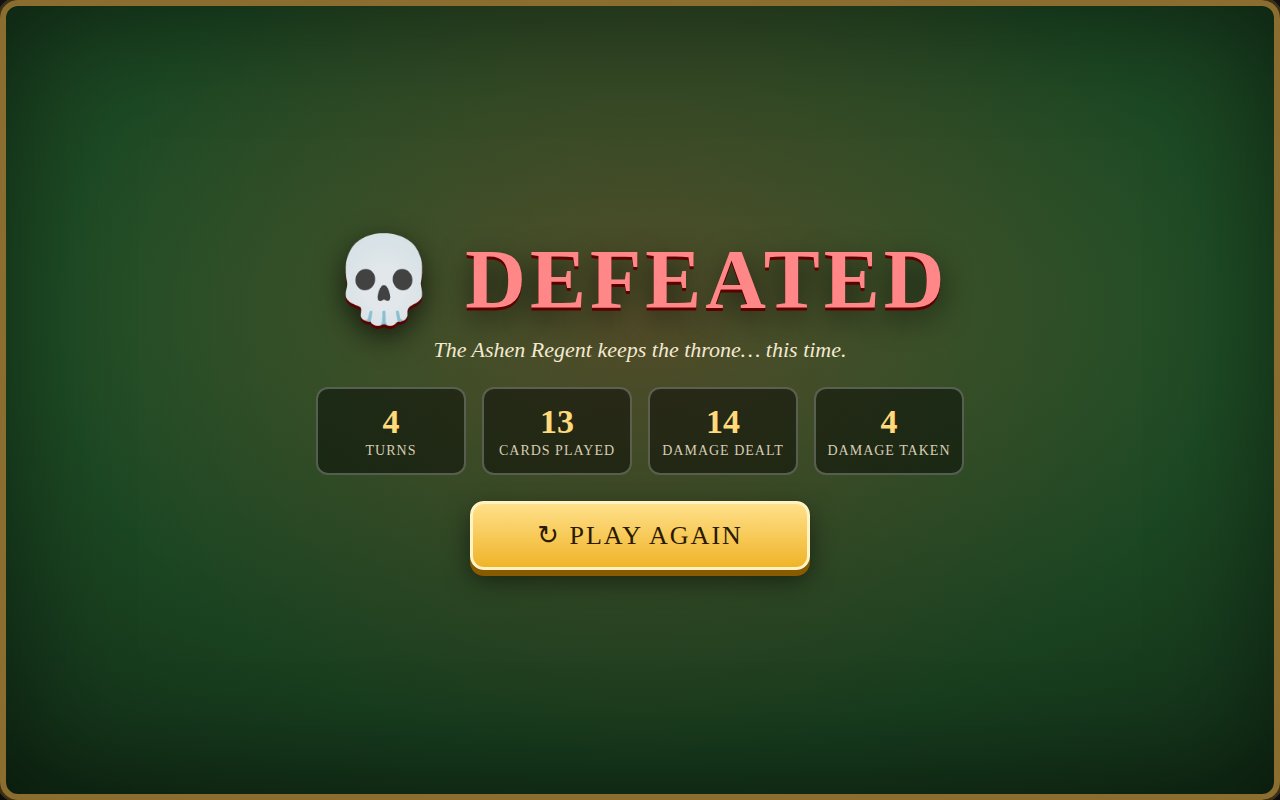 DEFEATED
The Ashen Regent keeps the throne… this time.
4
TURNS
13
CARDS PLAYED
14
DAMAGE DEALT
4
DAMAGE TAKEN
↻ PLAY AGAIN